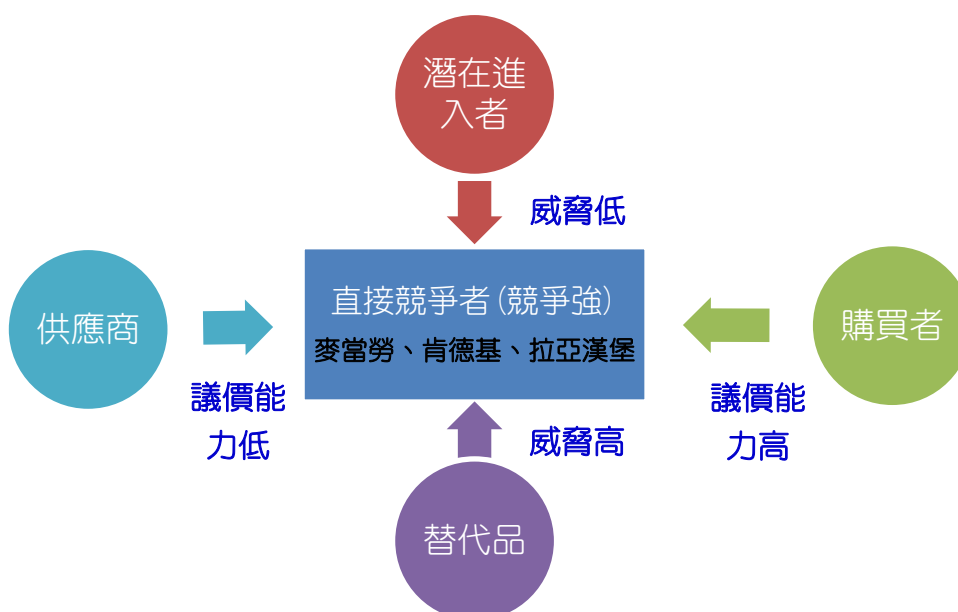 潛在進
入者
威脅低
供應商
直接競爭者(競爭強)
麥當勞、肯德基、拉亞漢堡
購買者
議價能
力低
議價能
力高
威脅高
替代品